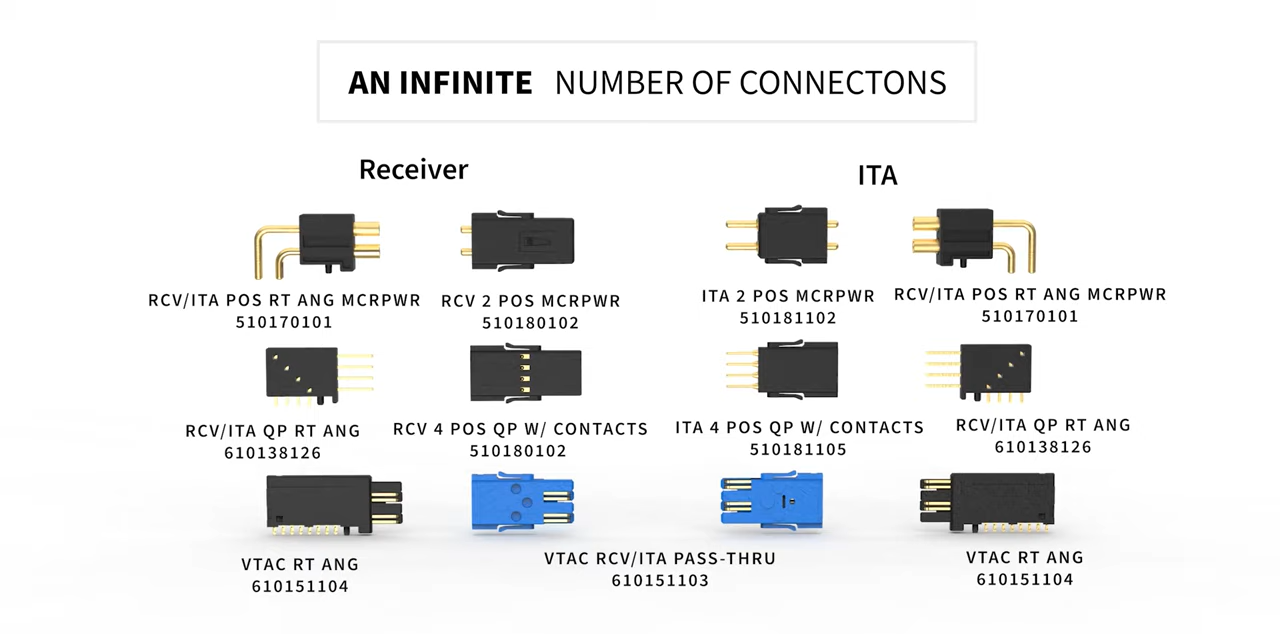 AN INFINITE NUMBER OF CONNECTONS
Receiver
ITA
RCV/ITA POS RT ANG MCRPWR
510170101
RCV 2 POS MCRPWR
510180102
ITA 2 POS MCRPWR
510181102
RCV/ITA POS RT ANG MCRPWR
510170101
RCV/ITA QP RT ANG
610138126
RCV 4 POS QP W/ CONTACTS
510180102
ITA 4 POS QP W/ CONTACTS
510181105
RCV/ITA QP RT ANG
610138126
VTAC RT ANG
610151104
VTAC RCV/ITA PASS-THRU
610151103
VTAC RT ANG
610151104